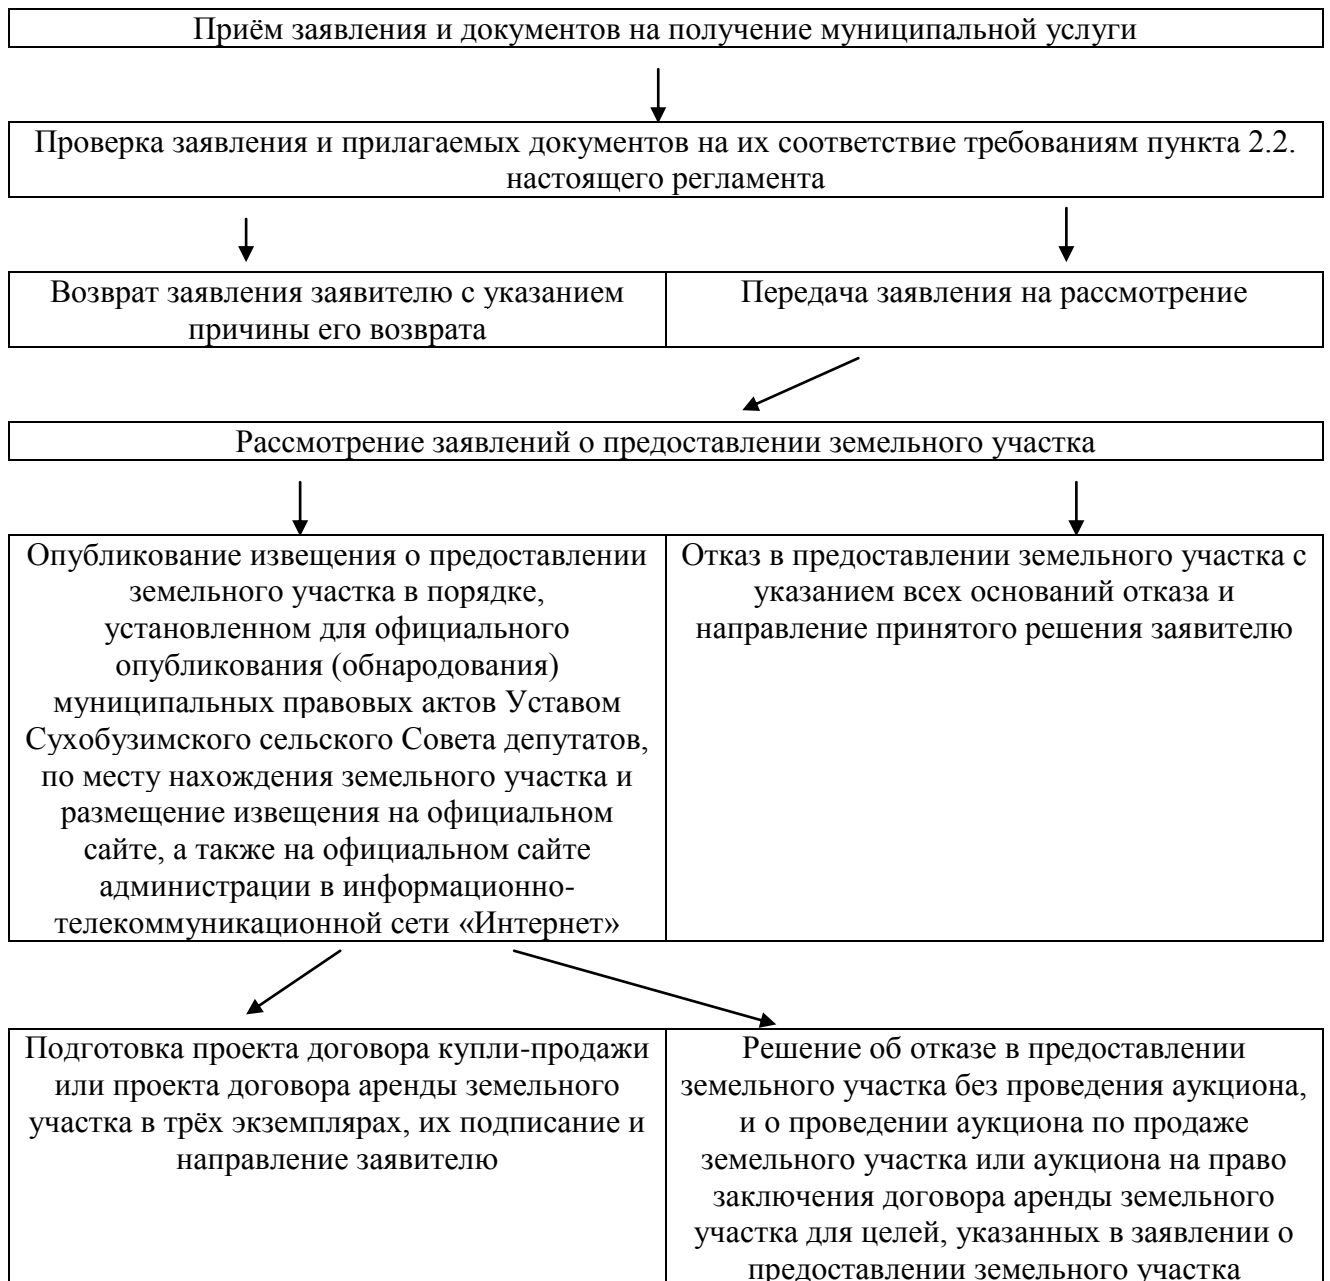 Приём заявления и документов на получение муниципальной услуги
Проверка заявления и прилагаемых документов на их соответствие требованиям пункта 2.2.
настоящего регламента
Возврат заявления заявителю с указанием
причины его возврата
Передача заявления на рассмотрение
Рассмотрение заявлений о предоставлении земельного участка
Опубликование извещения о предоставлении
земельного участка в порядке,
установленном для официального
опубликования (обнародования)
муниципальных правовых актов Уставом
Сухобузимского сельского Совета депутатов,
по месту нахождения земельного участка и
размещение извещения на официальном
сайте, а также на официальном сайте
администрации в информационно-
телекоммуникационной сети «Интернет»
Отказ в предоставлении земельного участка с
указанием всех оснований отказа и
направление принятого решения заявителю
Подготовка проекта договора купли-продажи
или проекта договора аренды земельного
участка в трёх экземплярах, их подписание и
направление заявителю
Решение об отказе в предоставлении
земельного участка без проведения аукциона,
и о проведении аукциона по продаже
земельного участка или аукциона на право
заключения договора аренды земельного
участка для целей, указанных в заявлении о
предоставлении земельного участка